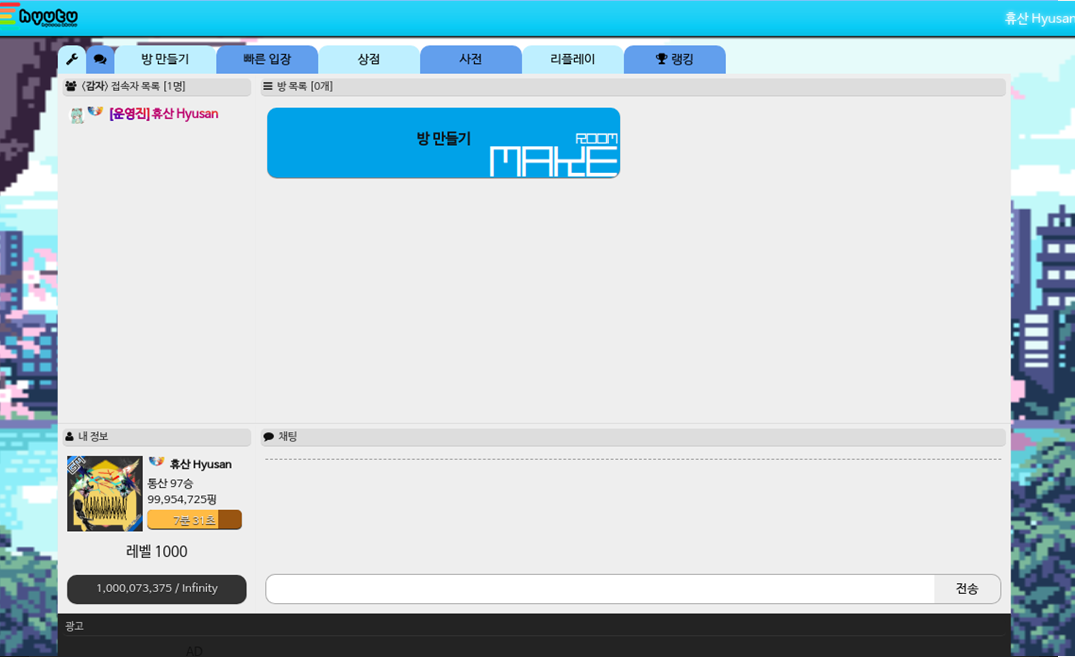 hyutu
휴산 Hyusan
방 만들기
빠른 입장
상점
사전
리플레이
랭킹
<감자> 접속자 목록 [1명]
방 목록 [0개]
[운영진] 휴산 Hyusan
방 만들기
ROOM
MAKE
내 정보
채팅
휴산 Hyusan
통산 97승
99,954,725핑
7분 31초
레벨 1000
1,000,073,375 / Infinity
전송
광고
AD